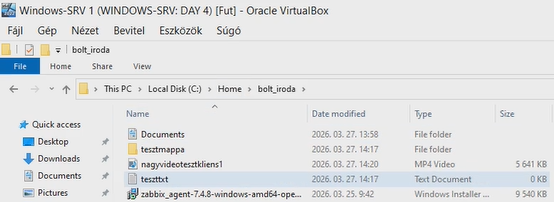 Windows-SRV 1 (WINDOWS-SRV: DAY 4) [Fut] - Oracle VirtualBox
Fájl Gép Nézet Bevitel Eszközök Súgó
bolt_iroda
File Home Share View
This PC > Local Disk (C:) > Home > bolt_iroda
Name Date modified Type Size
Quick access
Desktop
Downloads
Documents
Pictures
Documents 2026. 03. 27. 13:58 File folder
tesztmappa 2026. 03. 27. 14:17 File folder
nagyvideotesztkliens1 2026. 03. 27. 14:20 MP4 Video 5 641 KB
teszttxt 2026. 03. 27. 14:17 Text Document 0 KB
zabbix_agent-7.4.8-windows-amd64-ope... 2026. 03. 25. 9:42 Windows Installer ... 9 540 KB